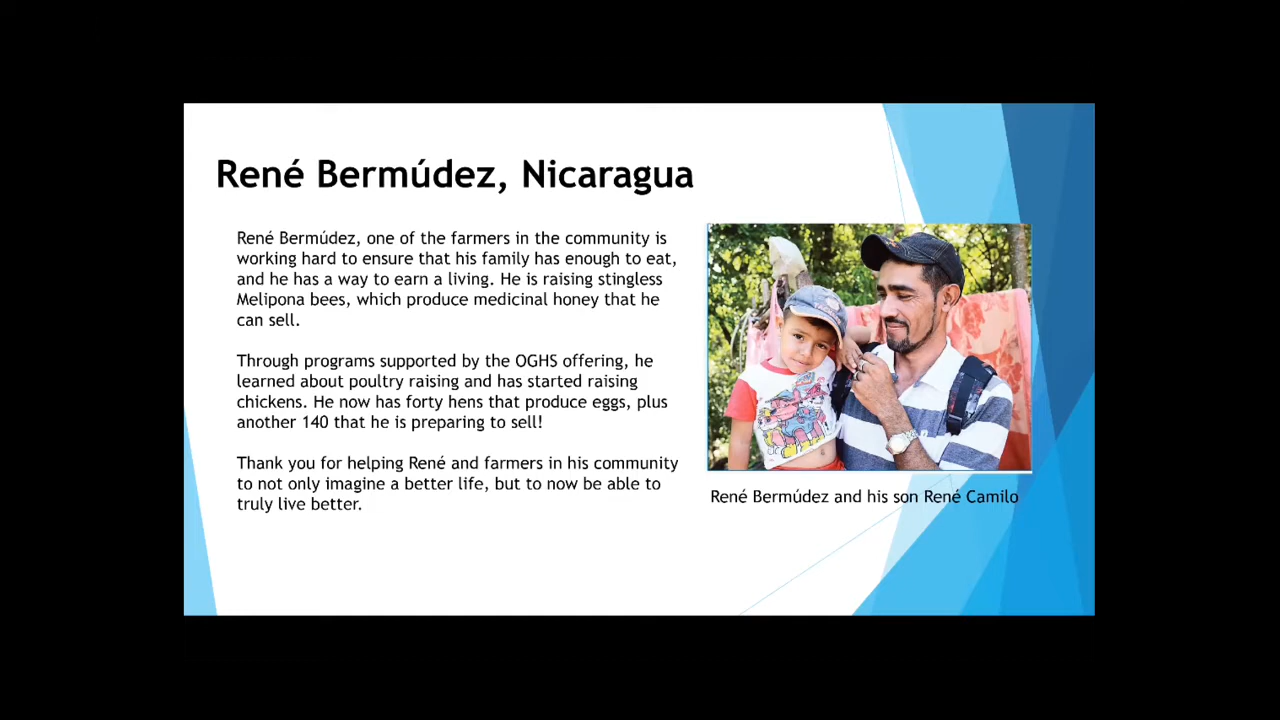 René Bermúdez, Nicaragua
René Bermúdez, one of the farmers in the community is
working hard to ensure that his family has enough to eat,
and he has a way to earn a living. He is raising stingless
Melipona bees, which produce medicinal honey that he
can sell.
Through programs supported by the OGHS offering, he
learned about poultry raising and has started raising
chickens. He now has forty hens that produce eggs, plus
another 140 that he is preparing to sell!
Thank you for helping René and farmers in his community
to not only imagine a better life, but to now be able to
truly live better.
René Bermúdez and his son René Camilo